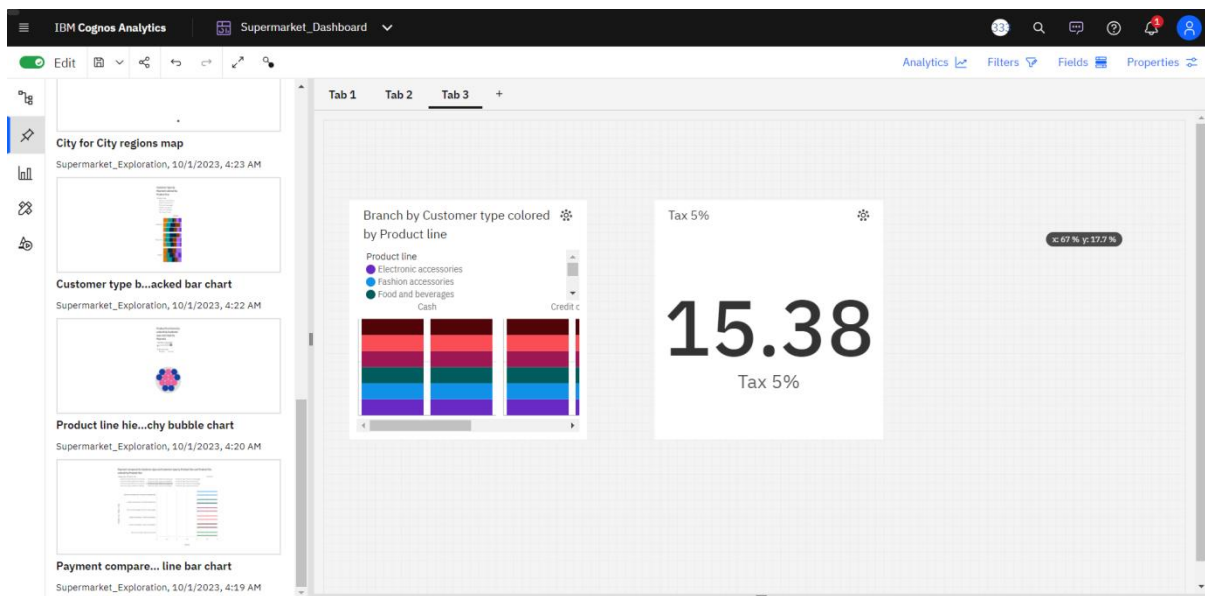 IBM Cognos Analytics
Supermarket_Dashboard
1
Edit
Analytics
Filters
Fields
Properties
City for City regions map
Supermarket_Exploration, 10/1/2023, 4:23 AM
Customer type b...acked bar chart
Supermarket_Exploration, 10/1/2023, 4:22 AM
Product line hie...chy bubble chart
Supermarket_Exploration, 10/1/2023, 4:20 AM
Payment compare... line bar chart
Supermarket_Exploration, 10/1/2023, 4:19 AM
Tab 1 Tab 2 Tab 3 +
Branch by Customer type colored
by Product line
Product line
Electronic accessories
Fashion accessories
Food and beverages
Cash Credit c
Tax 5%
15.38
Tax 5%
x: 67 % y: 17.7 %